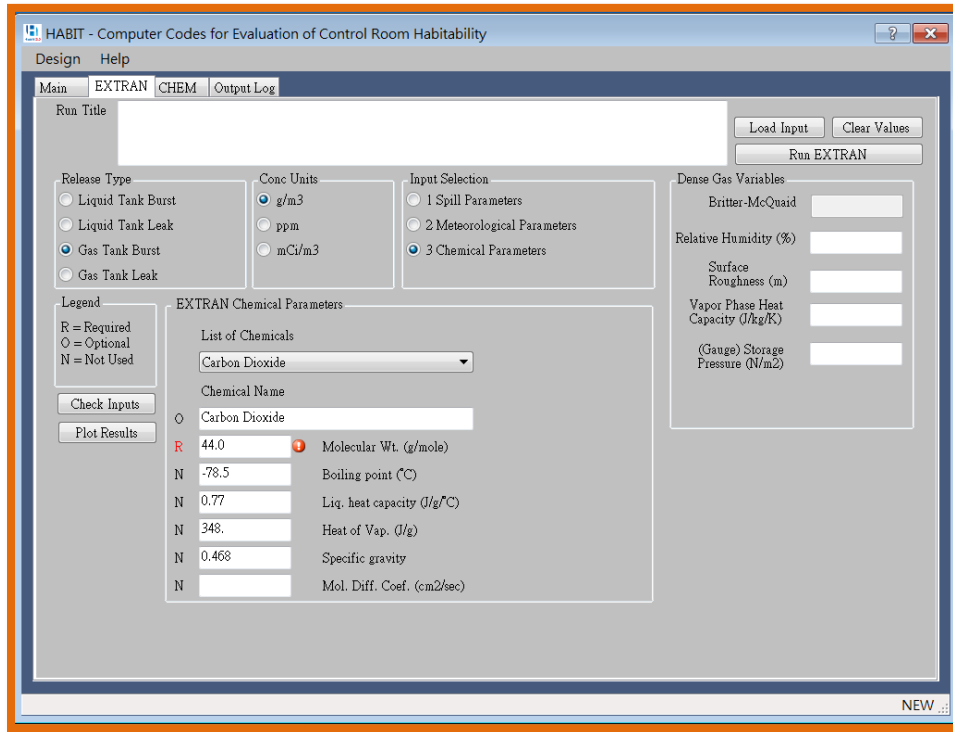 HABIT - Computer Codes for Evaluation of Control Room Habitability
Design Help
Main EXTRAN CHEM Output Log
Run Title
Load Input Clear Values
Run EXTRAN
Release Type
Liquid Tank Burst
Liquid Tank Leak
Gas Tank Burst
Gas Tank Leak
Conc Units
g/m3
ppm
mCi/m3
Input Selection
1 Spill Parameters
2 Meteorological Parameters
3 Chemical Parameters
Dense Gas Variables
Britter-McQuaid
Relative Humidity (%)
Surface
Roughness (m)
Vapor Phase Heat
Capacity (J/kg/K)
(Gauge) Storage
Pressure (N/m2)
Legend
R = Required
O = Optional
N = Not Used
Check Inputs
Plot Results
EXTRAN Chemical Parameters
List of Chemicals
Carbon Dioxide
Chemical Name
O Carbon Dioxide
R 44.0 Molecular Wt. (g/mole)
N -78.5 Boiling point (°C)
N 0.77 Liq. heat capacity (J/g/°C)
N 348. Heat of Vap. (J/g)
N 0.468 Specific gravity
N Mol. Diff. Coef. (cm2/sec)
NEW